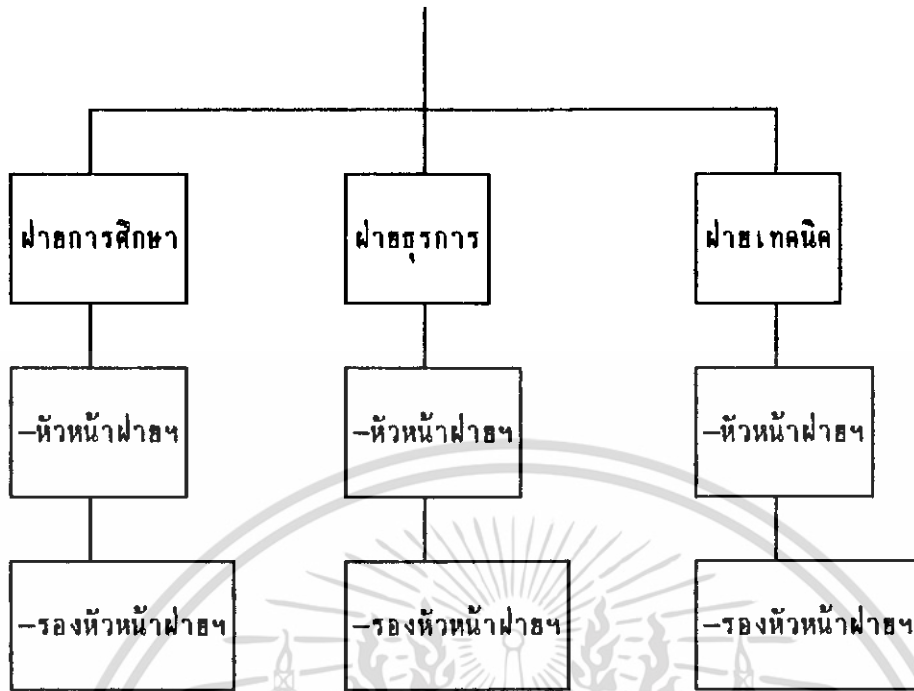 ฝ่ายการศึกษา ฝ่ายธุรการ ฝ่ายเทคนิค
-หัวหน้าฝ่ายฯ -หัวหน้าฝ่ายฯ -หัวหน้าฝ่ายฯ
-รองหัวหน้าฝ่ายฯ -รองหัวหน้าฝ่ายฯ -รองหัวหน้าฝ่ายฯ